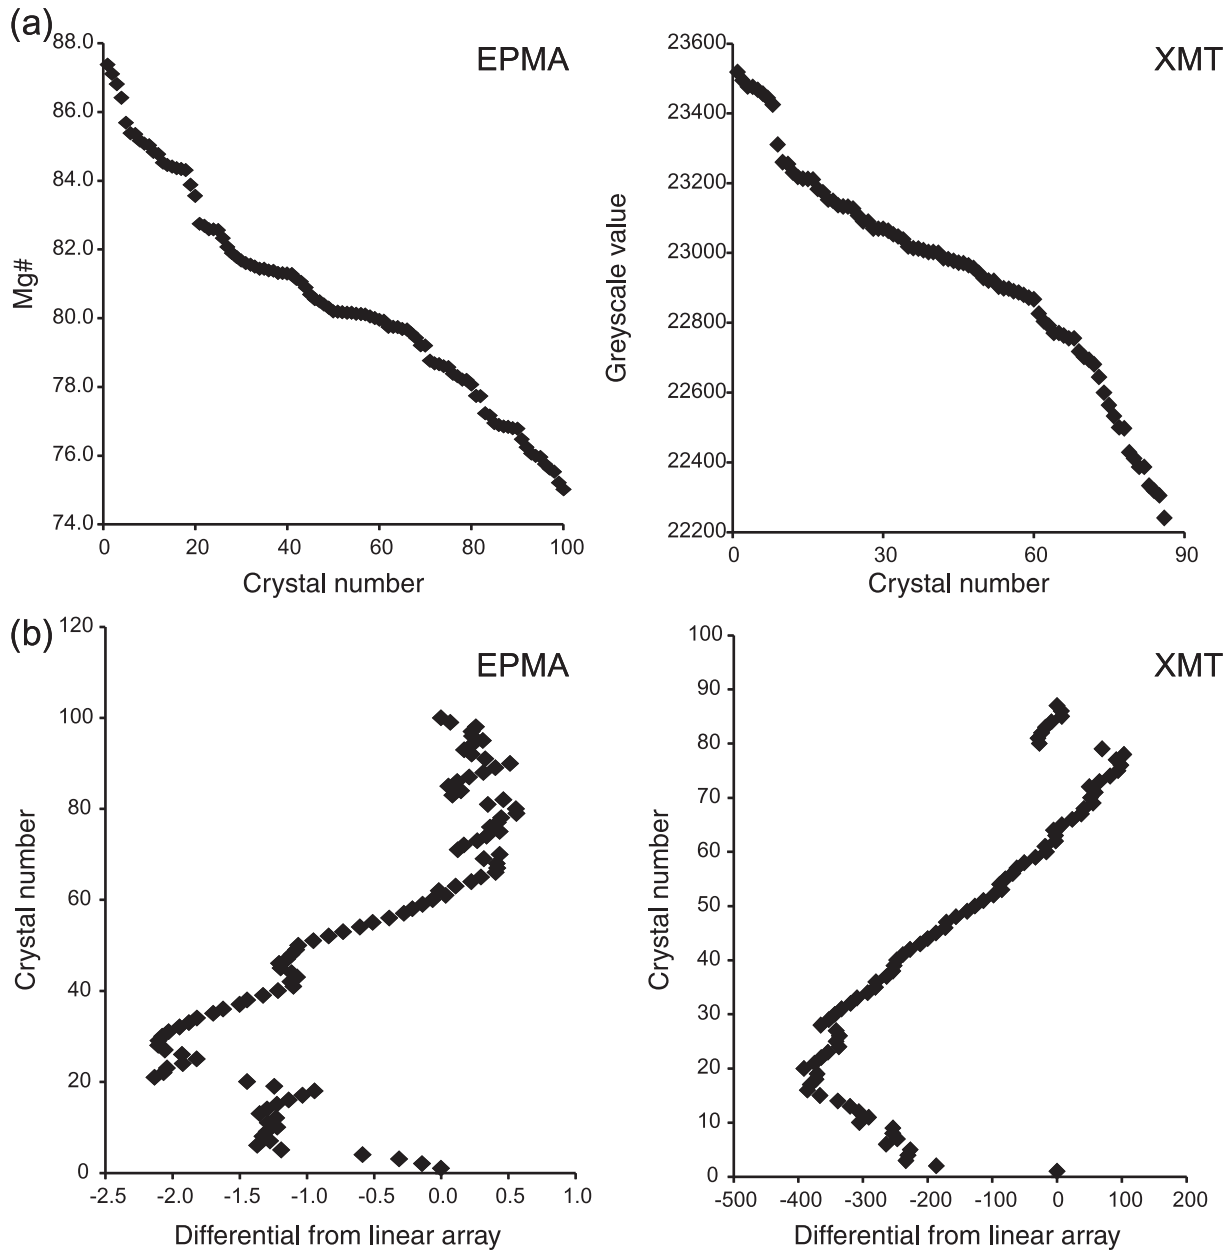 (a)
EPMA
88.0
86.0
84.0
82.0
80.0
78.0
76.0
74.0
Mg#
0 20 40 60 80 100
Crystal number
XMT
23600
23400
23200
23000
22800
22600
22400
22200
Greyscale value
0 30 60 90
Crystal number
(b)
EPMA
120
100
80
60
40
20
0
Crystal number
-2.5 -2.0 -1.5 -1.0 -0.5 0.0 0.5 1.0
Differential from linear array
XMT
100
90
80
70
60
50
40
30
20
10
0
Crystal number
-500 -400 -300 -200 -100 0 100 200
Differential from linear array